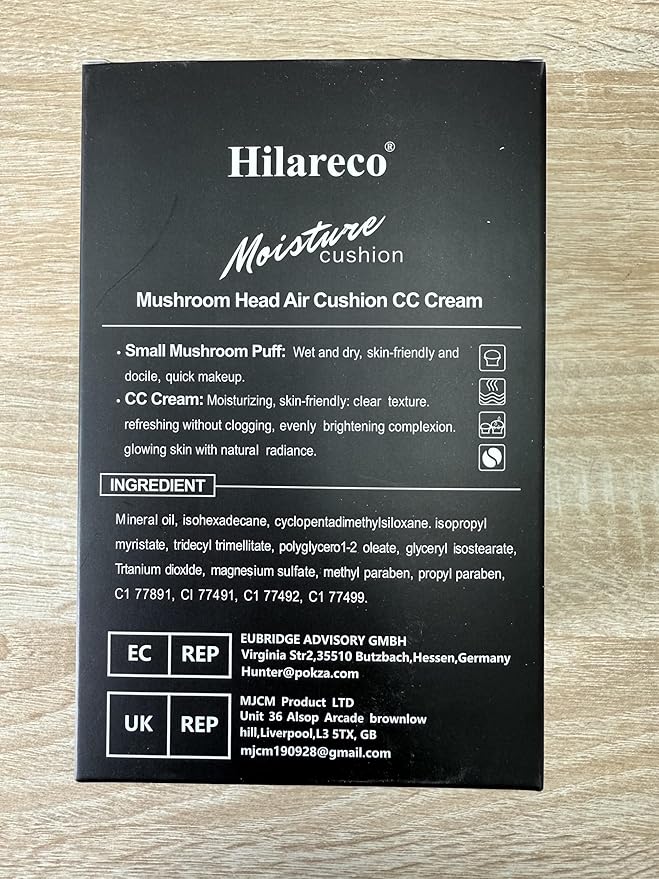 Hilareco®
Moisture
cushion
Mushroom Head Air Cushion CC Cream
• Small Mushroom Puff: Wet and dry, skin-friendly and
docile, quick makeup.
• CC Cream: Moisturizing, skin-friendly: clear texture.
refreshing without clogging, evenly brightening complexion.
glowing skin with natural radiance.
INGREDIENT
Mineral oil, isohexadecane, cyclopentadimethylsiloxane. isopropyl
myristate, tridecyl trimellitate, polyglycero1-2 oleate, glyceryl isostearate,
Trtanium dioxlde, magnesium sulfate, methyl paraben, propyl paraben,
C1 77891, CI 77491, C1 77492, C1 77499.
EC REP
EUBRIDGE ADVISORY GMBH
Virginia Str2,35510 Butzbach,Hessen,Germany
Hunter@pokza.com
UK REP
MJCM Product LTD
Unit 36 Alsop Arcade brownlow
hill,Liverpool,L3 5TX, GB
mjcm190928@gmail.com